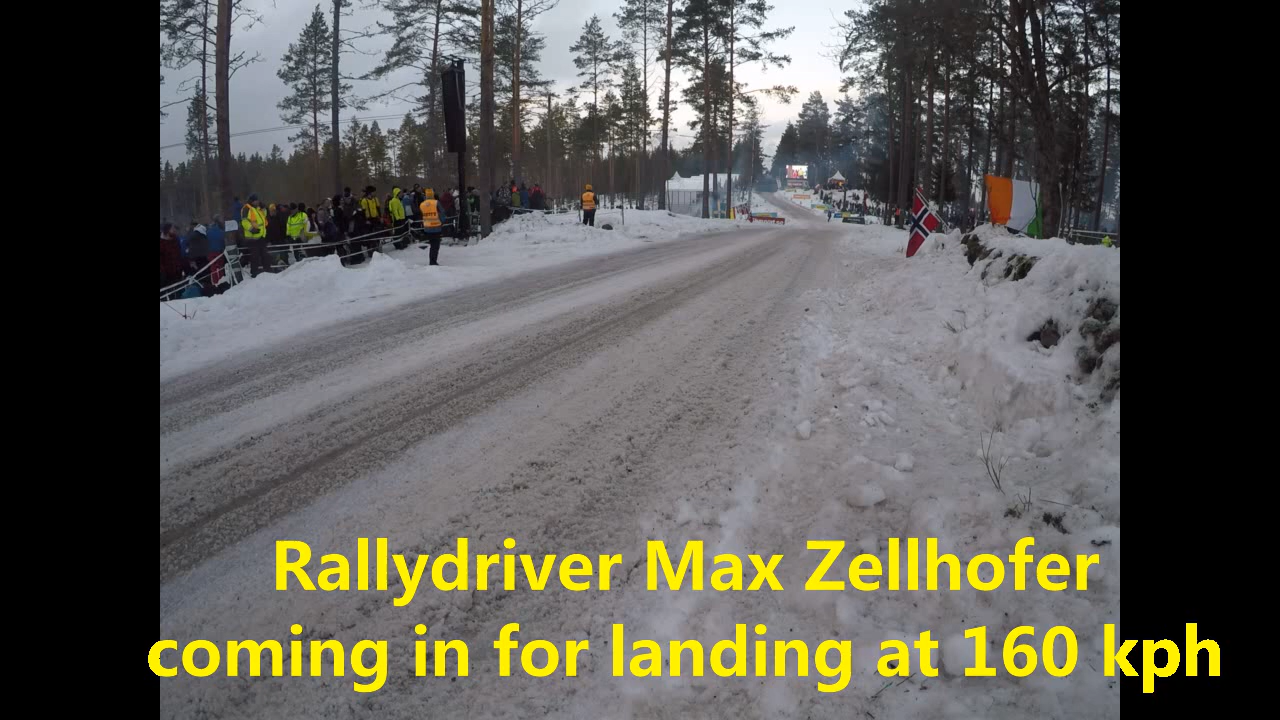 Rallydriver Max Zellhofer
coming in for landing at 160 kph